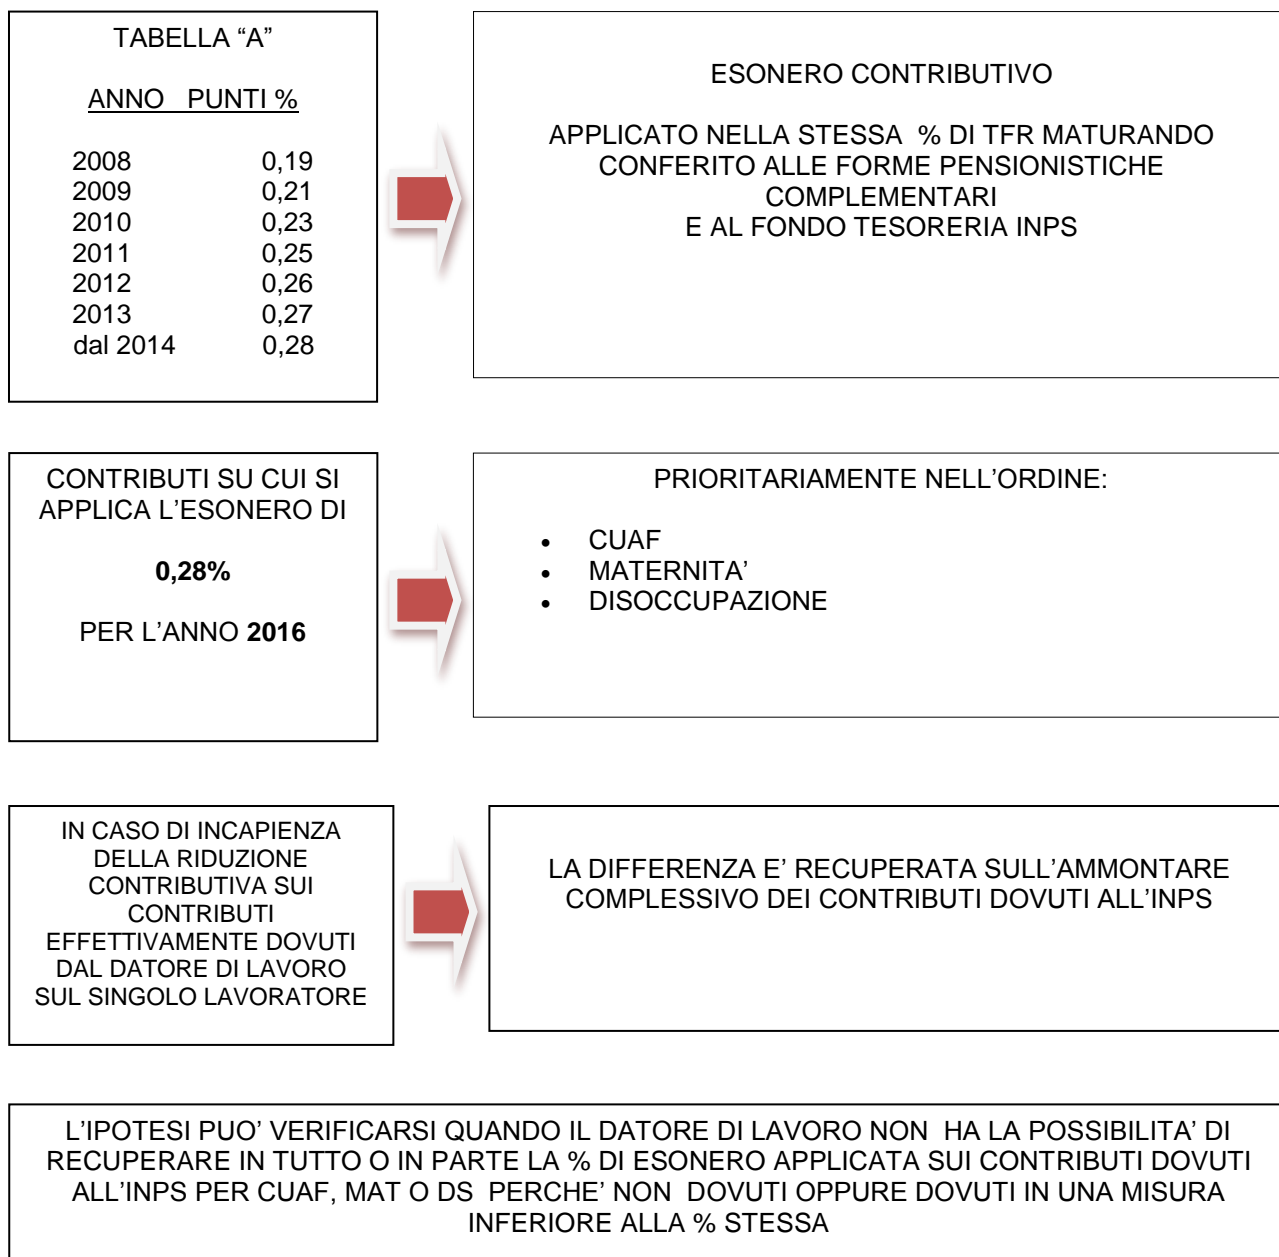 TABELLA “A”
ANNO PUNTI %
2008 0,19
2009 0,21
2010 0,23
2011 0,25
2012 0,26
2013 0,27
dal 2014 0,28
ESONERO CONTRIBUTIVO
APPLICATO NELLA STESSA % DI TFR MATURANDO
CONFERITO ALLE FORME PENSIONISTICHE
COMPLEMENTARI
E AL FONDO TESORERIA INPS
CONTRIBUTI SU CUI SI
APPLICA L’ESONERO DI
0,28%
PER L’ANNO 2016
PRIORITARIAMENTE NELL’ORDINE:
• CUAF
• MATERNITA’
• DISOCCUPAZIONE
IN CASO DI INCAPIENZA
DELLA RIDUZIONE
CONTRIBUTIVA SUI
CONTRIBUTI
EFFETTIVAMENTE DOVUTI
DAL DATORE DI LAVORO
SUL SINGOLO LAVORATORE
LA DIFFERENZA E’ RECUPERATA SULL’AMMONTARE
COMPLESSIVO DEI CONTRIBUTI DOVUTI ALL’INPS
L’IPOTESI PUO’ VERIFICARSI QUANDO IL DATORE DI LAVORO NON HA LA POSSIBILITA’ DI
RECUPERARE IN TUTTO O IN PARTE LA % DI ESONERO APPLICATA SUI CONTRIBUTI DOVUTI
ALL’INPS PER CUAF, MAT O DS PERCHE’ NON DOVUTI OPPURE DOVUTI IN UNA MISURA
INFERIORE ALLA % STESSA